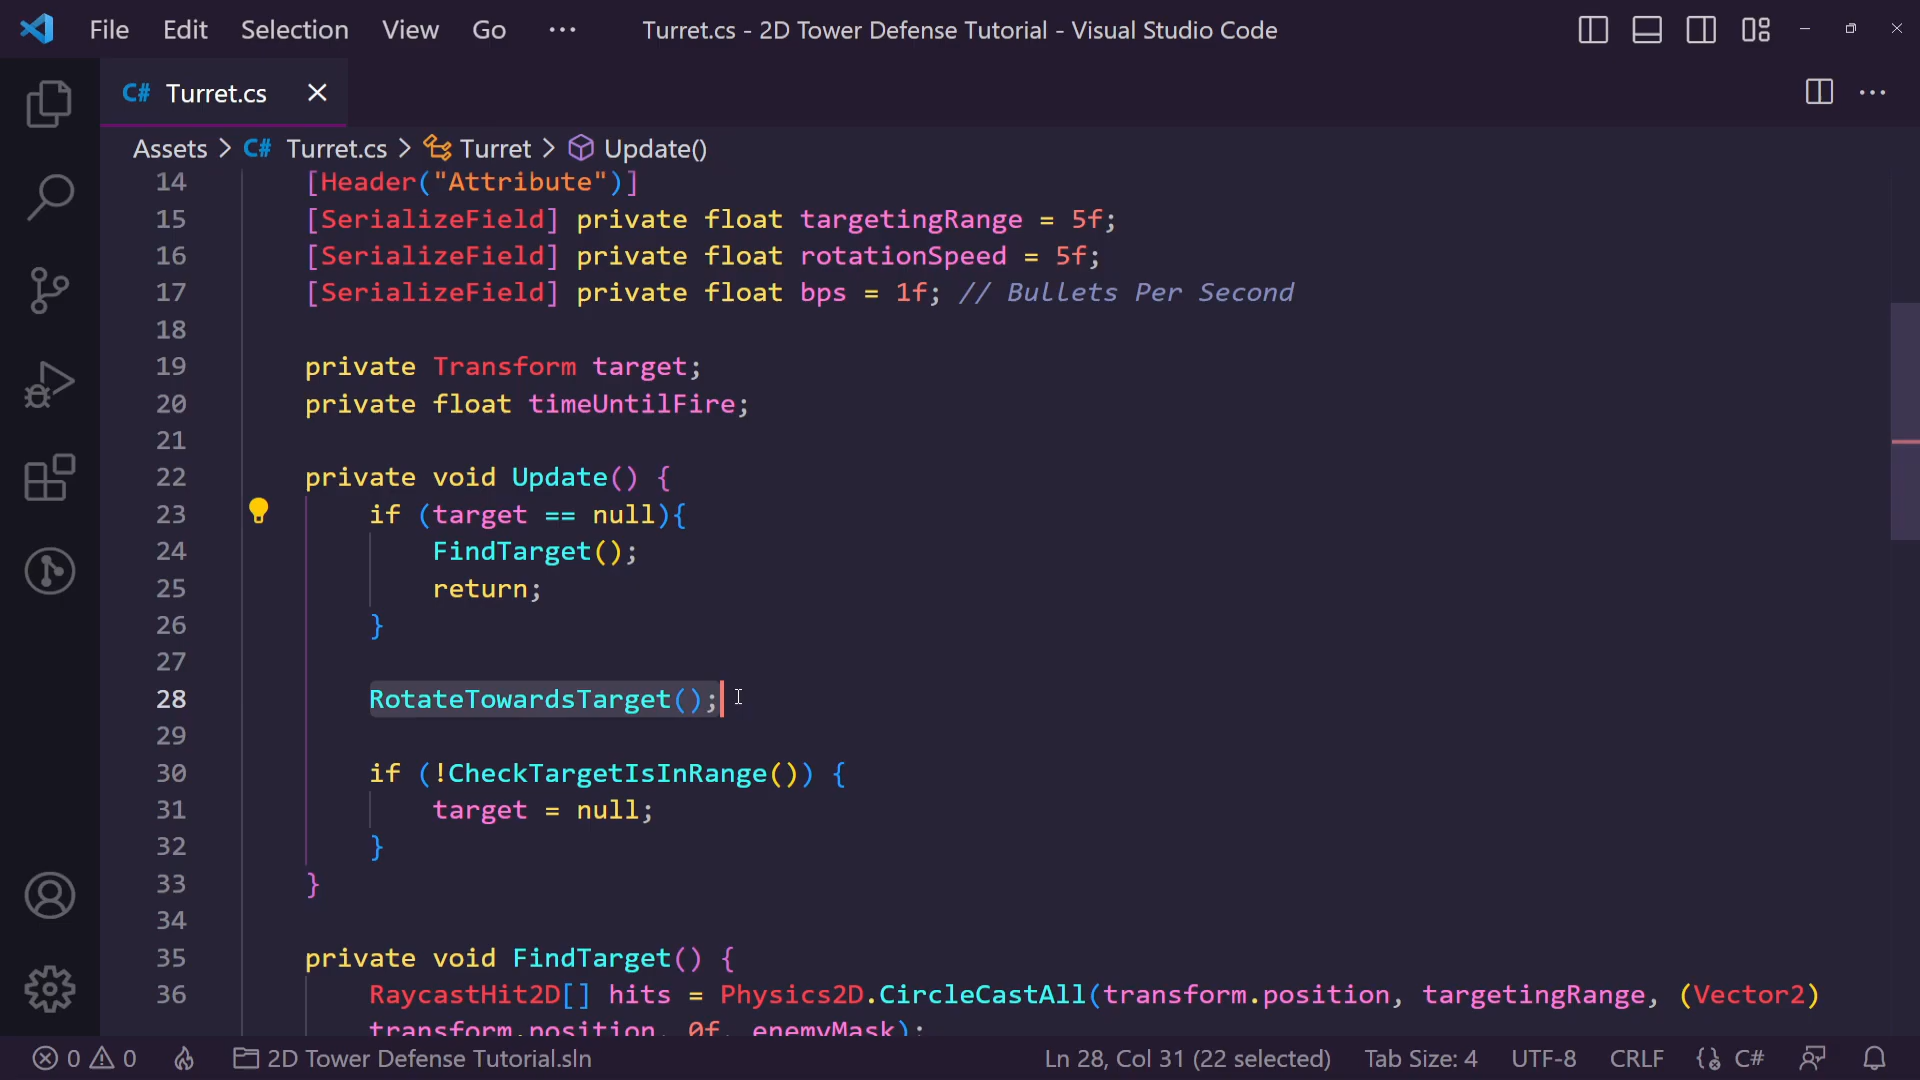 File Edit Selection View Go ··· Turret.cs - 2D Tower Defense Tutorial - Visual Studio Code
C# Turret.cs
Assets > C# Turret.cs > Turret > Update()
14 [Header("Attribute")]
15 [SerializeField] private float targetingRange = 5f;
16 [SerializeField] private float rotationSpeed = 5f;
17 [SerializeField] private float bps = 1f; // Bullets Per Second
18
19 private Transform target;
20 private float timeUntilFire;
21
22 private void Update() {
23 if (target == null){
24 FindTarget();
25 return;
26 }
27
28 RotateTowardsTarget();
29
30 if (!CheckTargetIsInRange()) {
31 target = null;
32 }
33 }
34
35 private void FindTarget() {
36 RaycastHit2D[] hits = Physics2D.CircleCastAll(transform.position, targetingRange, (Vector2)
transform.position, 0f, enemyMask);
0 0 2D Tower Defense Tutorial.sln Ln 28, Col 31 (22 selected) Tab Size: 4 UTF-8 CRLF C#